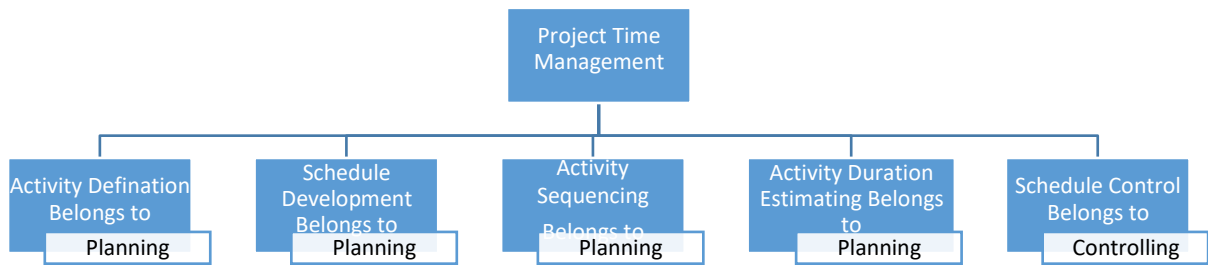 Project Time
Management
Activity Defination
Belongs to
Planning
Schedule
Development
Belongs to
Planning
Activity
Sequencing
Belongs to
Planning
Activity Duration
Estimating Belongs
to
Planning
Schedule Control
Belongs to
Controlling